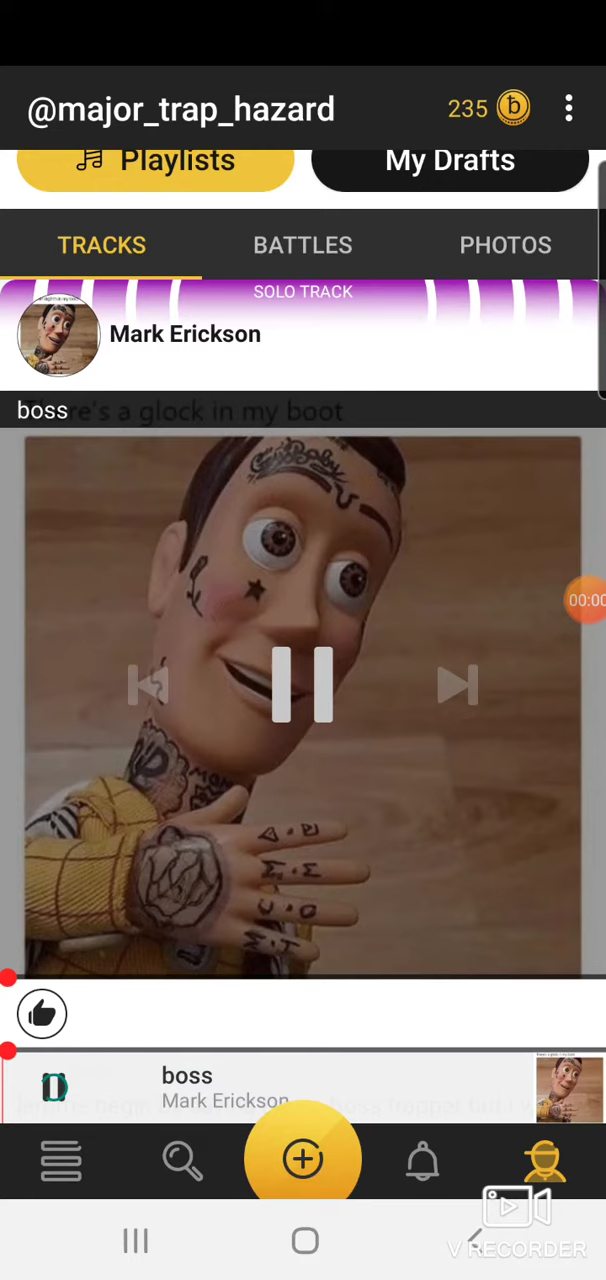 @major_trap_hazard
235
Playlists
My Drafts
TRACKS
BATTLES
PHOTOS
SOLO TRACK
Mark Erickson
There's a glock in my boot
boss
00:00
boss
Mark Erickson
V RECORDER